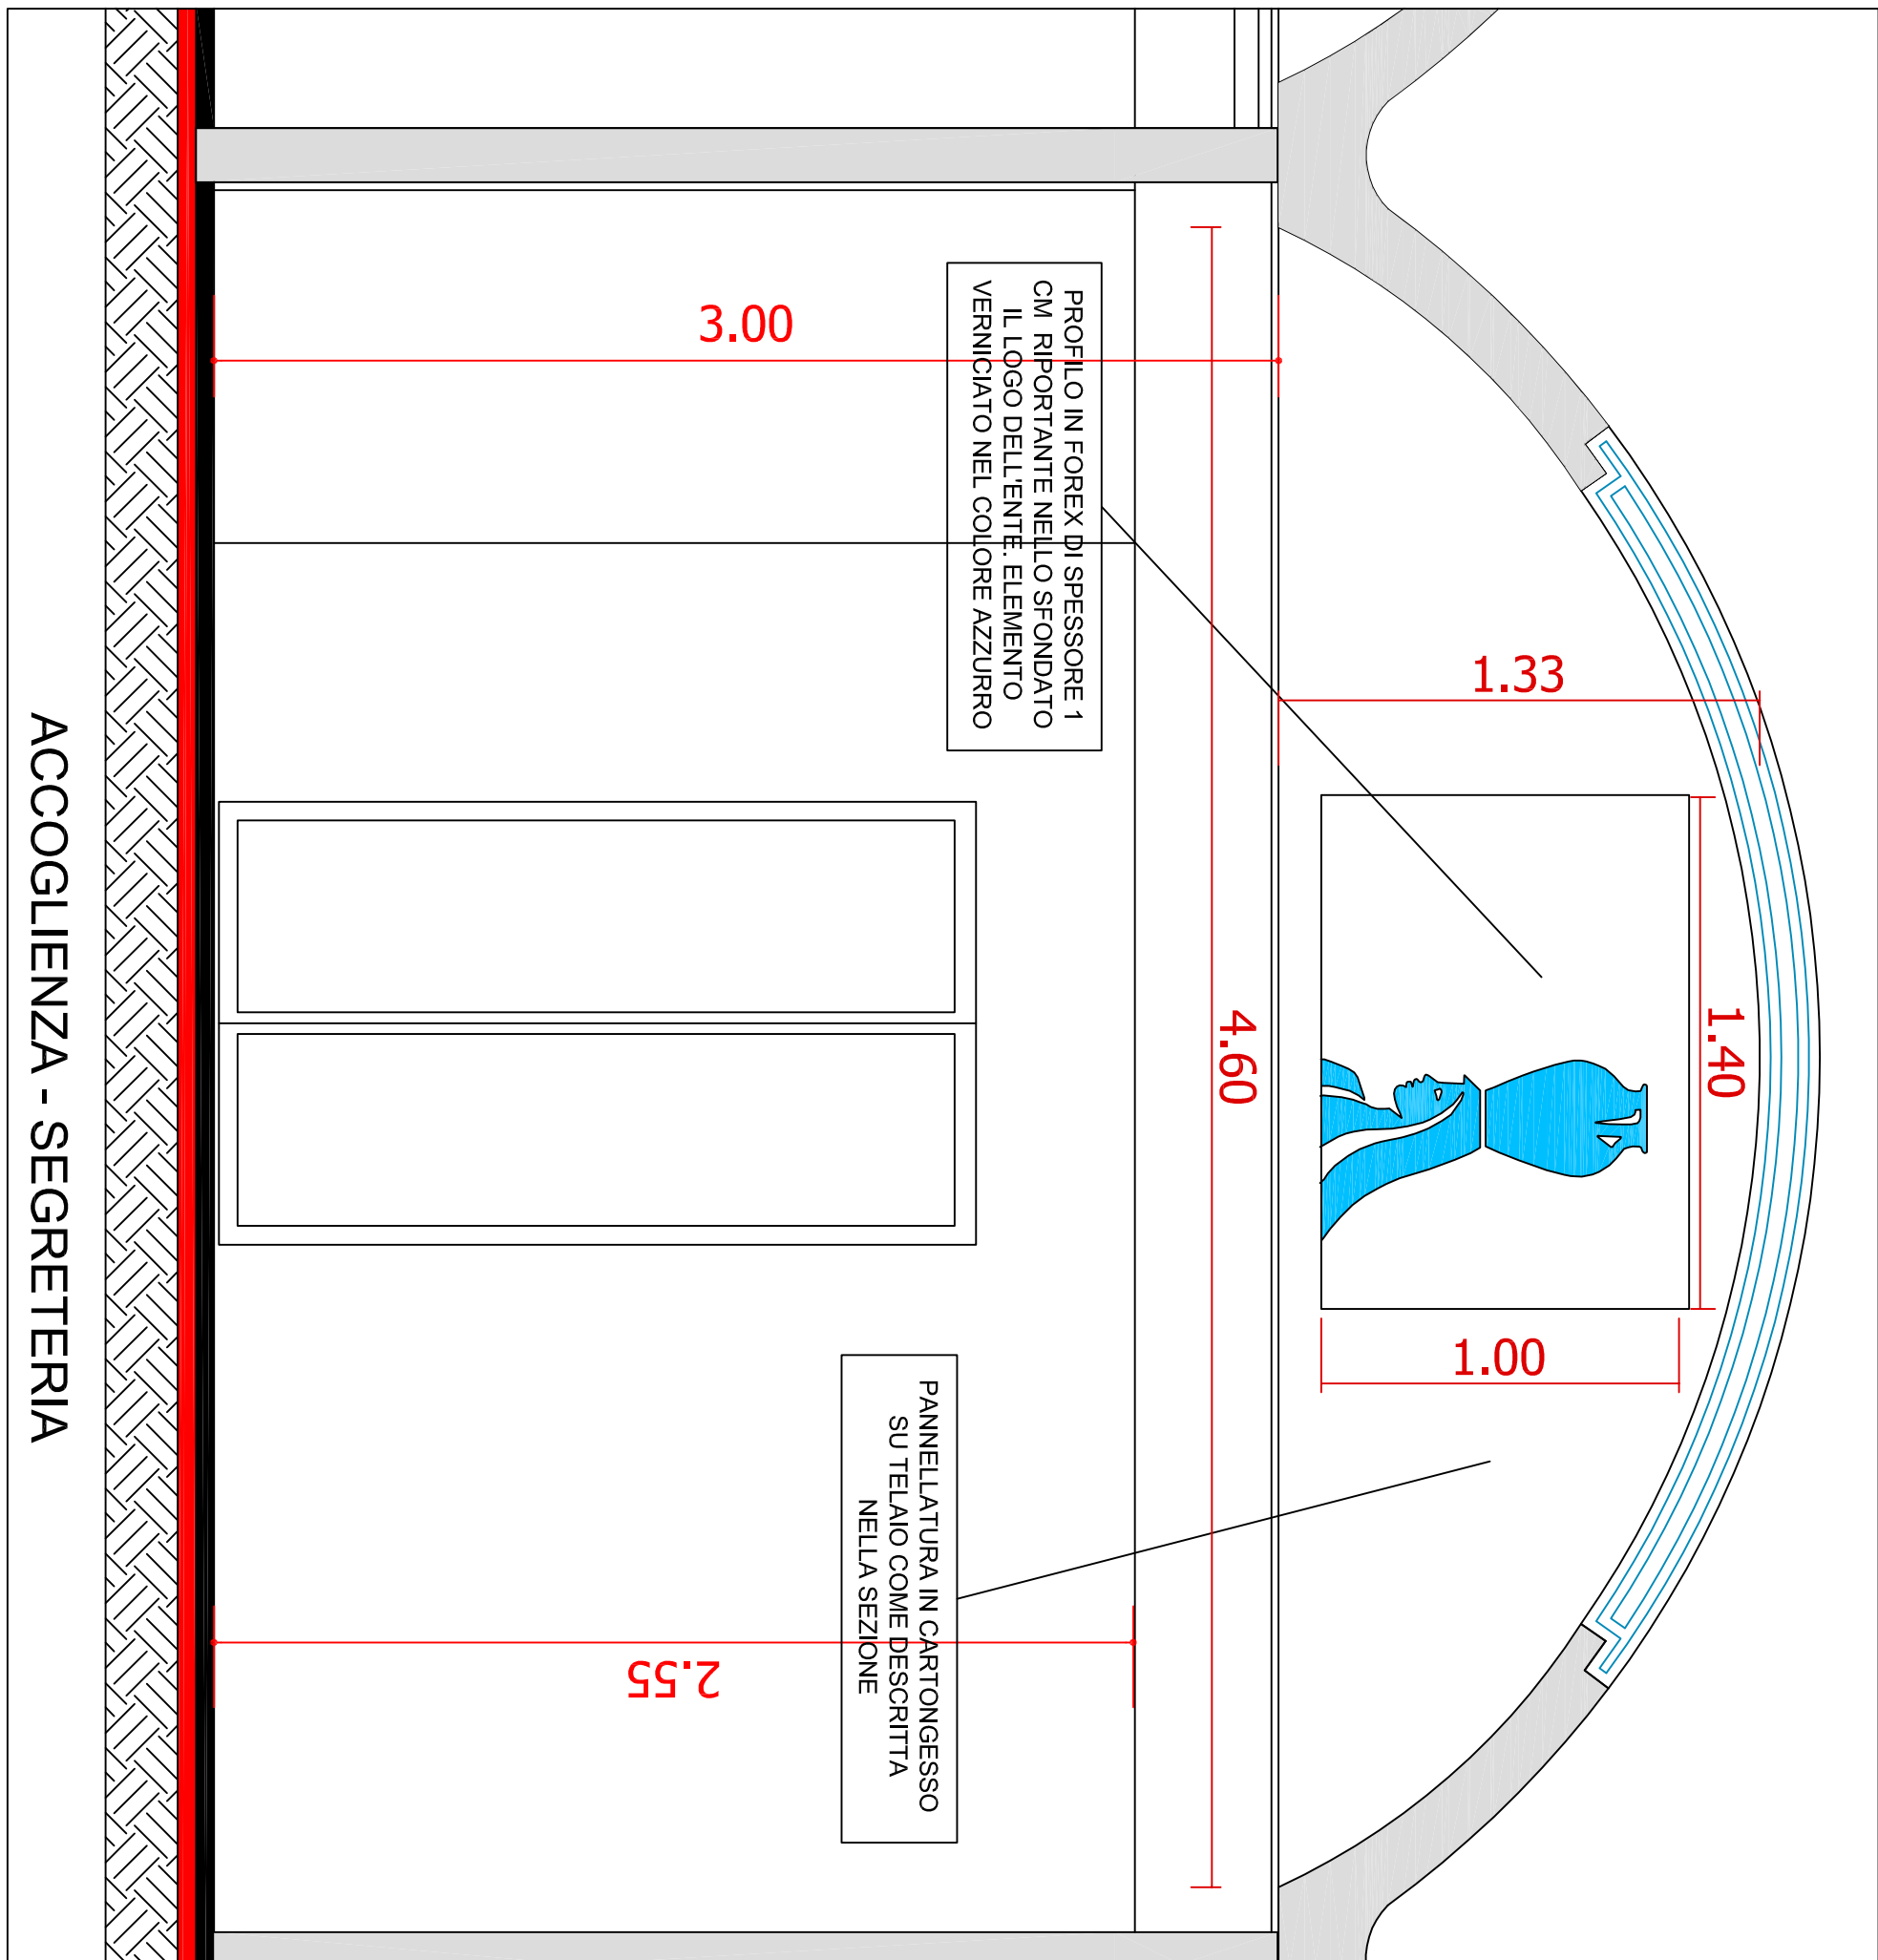 1.40
1.33
1.00
4.60
3.00
PROFILO IN FOREX DI SPESSORE 1
CM RIPORTANTE NELLO SFONDATO
IL LOGO DELL'ENTE. ELEMENTO
VERNICIATO NEL COLORE AZZURRO
PANNELLATURA IN CARTONGESSO
SU TELAIO COME DESCRITTA
NELLA SEZIONE
2.55
ACCOGLIENZA - SEGRETERIA